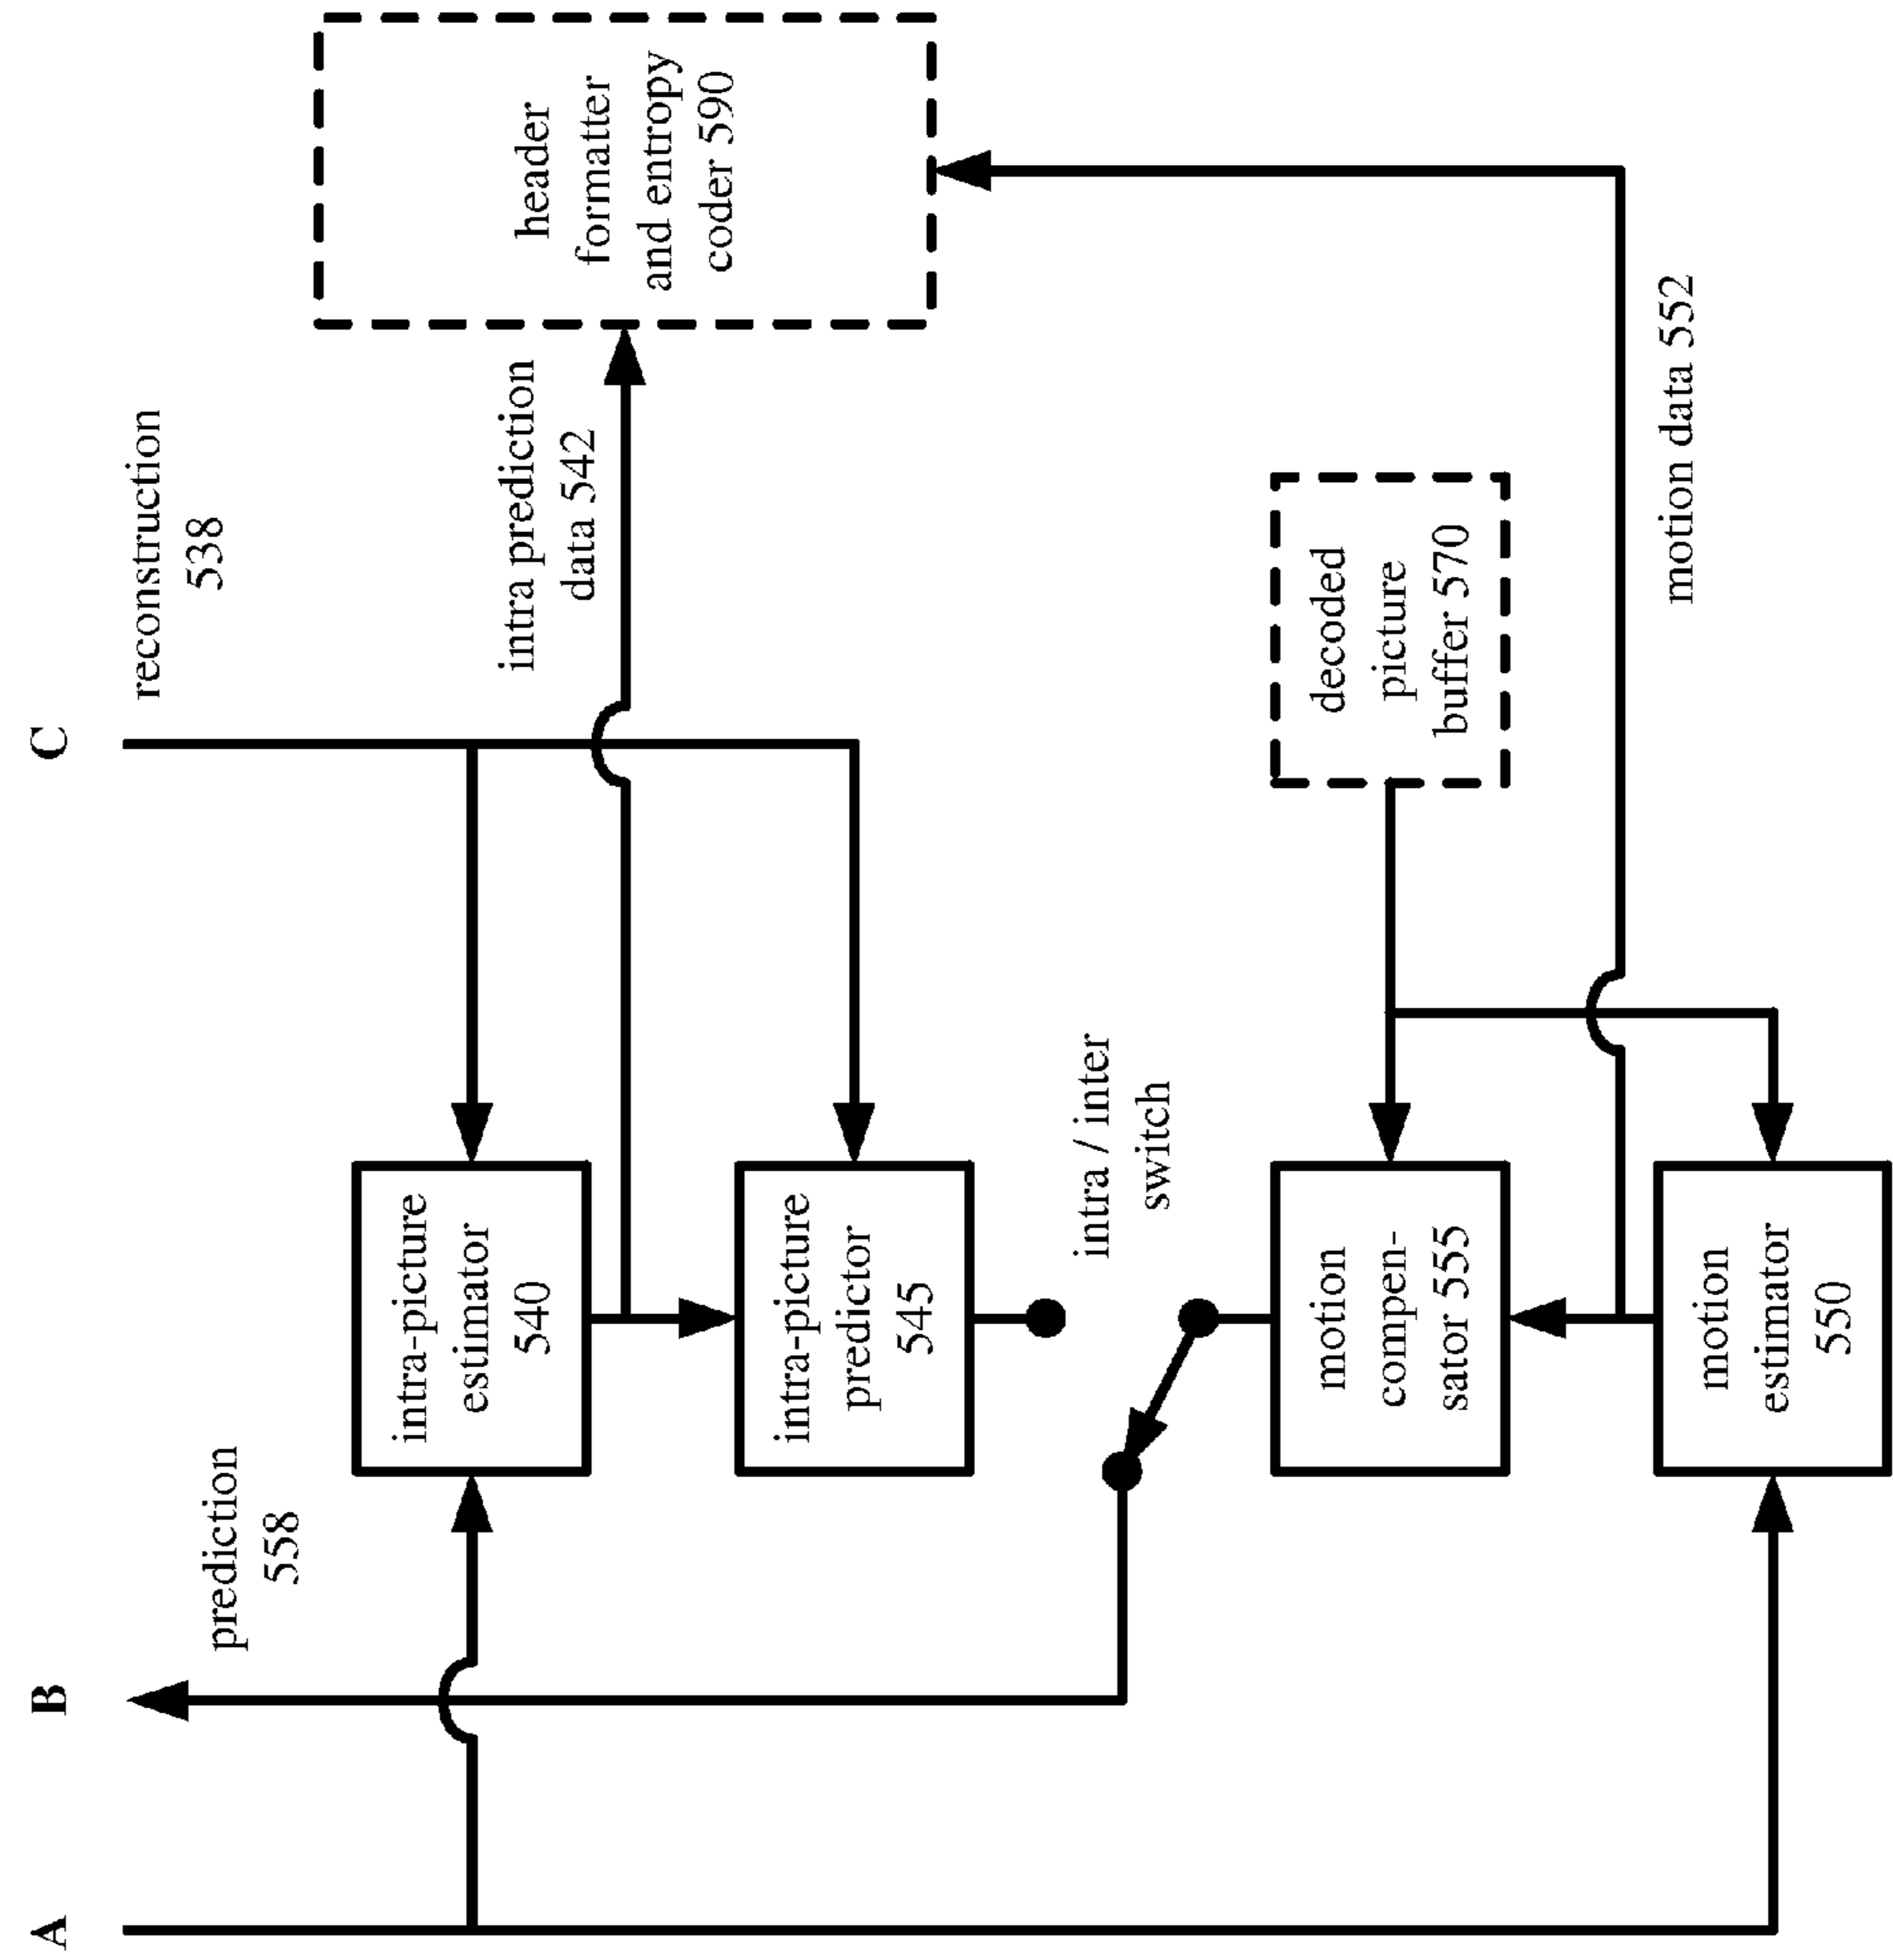 A
B
C
prediction
558
reconstruction
538
intra-picture
estimator
540
intra prediction
data 542
header
formatter
and entropy
coder 590
intra-picture
predictor
545
intra / inter
switch
motion
compen-
sator 555
decoded
picture
buffer 570
motion
estimator
550
motion data 552